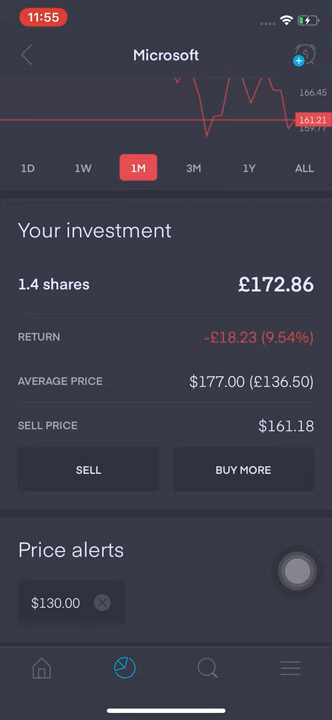 11:55
Microsoft
166.45
161.21
159.77
1D 1W 1M 3M 1Y ALL
Your investment
1.4 shares £172.86
RETURN -£18.23 (9.54%)
AVERAGE PRICE $177.00 (£136.50)
SELL PRICE $161.18
SELL BUY MORE
Price alerts
$130.00